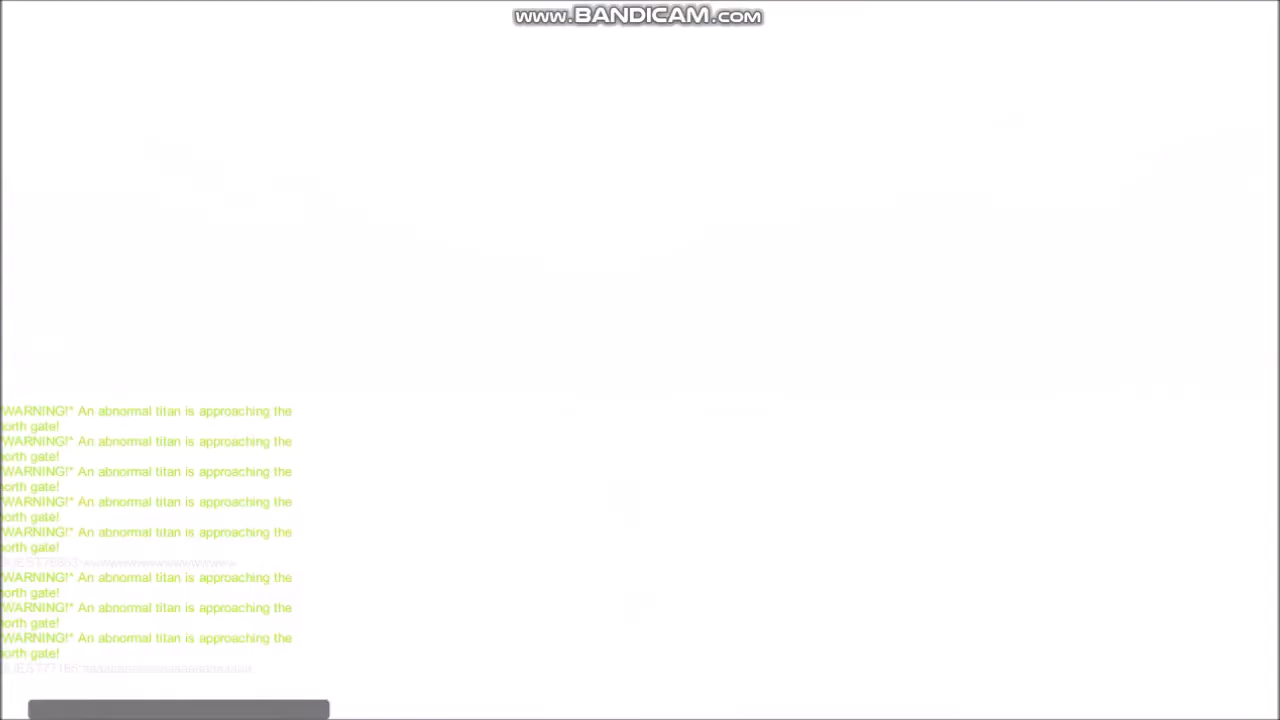 www.BANDICAM.com
WARNING!* An abnormal titan is approaching the
orth gate!
WARNING!* An abnormal titan is approaching the
orth gate!
WARNING!* An abnormal titan is approaching the
orth gate!
WARNING!* An abnormal titan is approaching the
orth gate!
WARNING!* An abnormal titan is approaching the
orth gate!
WARNING!* An abnormal titan is approaching the
orth gate!
WARNING!* An abnormal titan is approaching the
orth gate!
WARNING!* An abnormal titan is approaching the
orth gate!